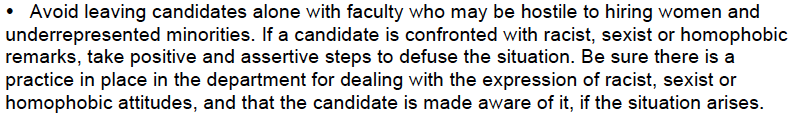 • Avoid leaving candidates alone with faculty who may be hostile to hiring women and
underrepresented minorities. If a candidate is confronted with racist, sexist or homophobic
remarks, take positive and assertive steps to defuse the situation. Be sure there is a
practice in place in the department for dealing with the expression of racist, sexist or
homophobic attitudes, and that the candidate is made aware of it, if the situation arises.